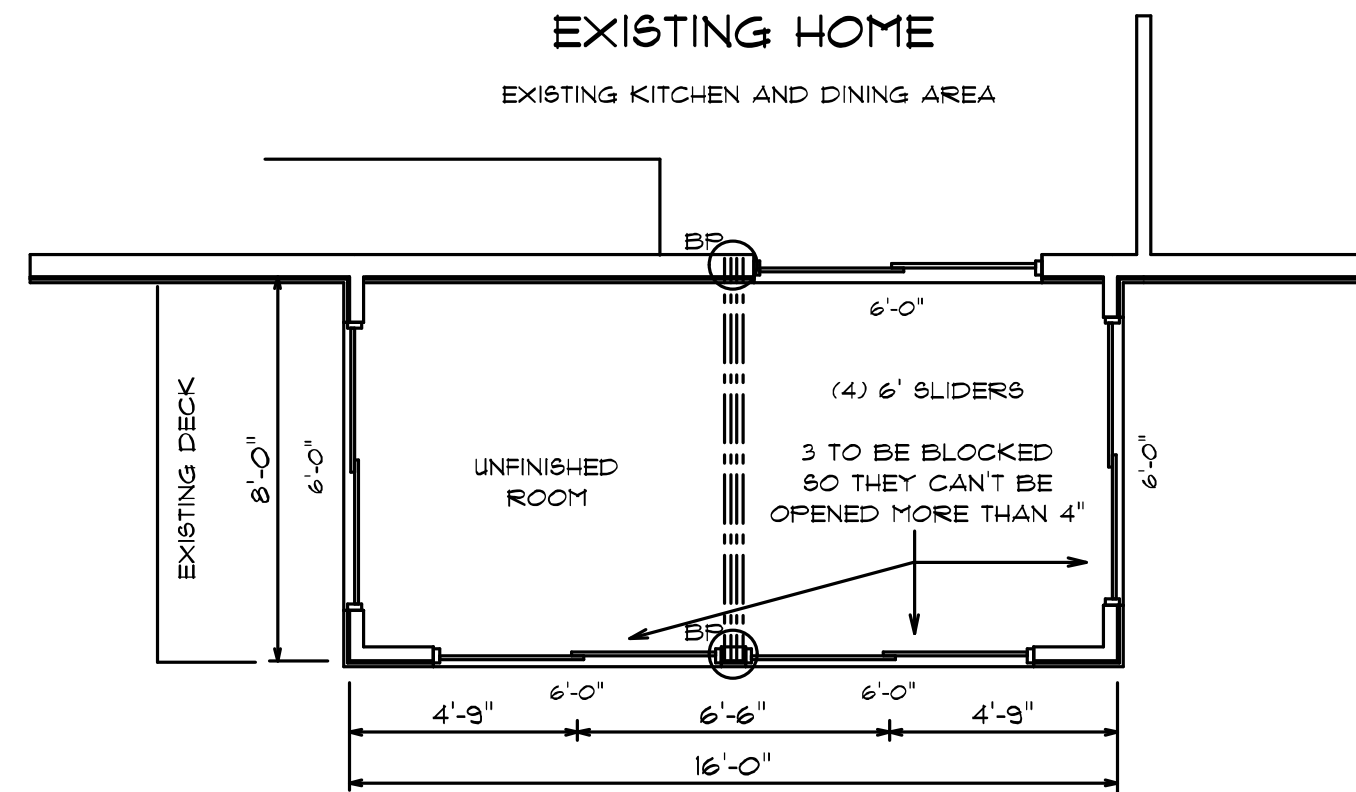 EXISTING HOME
EXISTING KITCHEN AND DINING AREA
BP
6'-0"
(4) 6' SLIDERS
3 TO BE BLOCKED
SO THEY CAN'T BE
OPENED MORE THAN 4"
UNFINISHED
ROOM
EXISTING DECK
8'-0"
6'-0"
6'-0"
BP
6'-0"
6'-0"
4'-9"
6'-6"
4'-9"
16'-0"